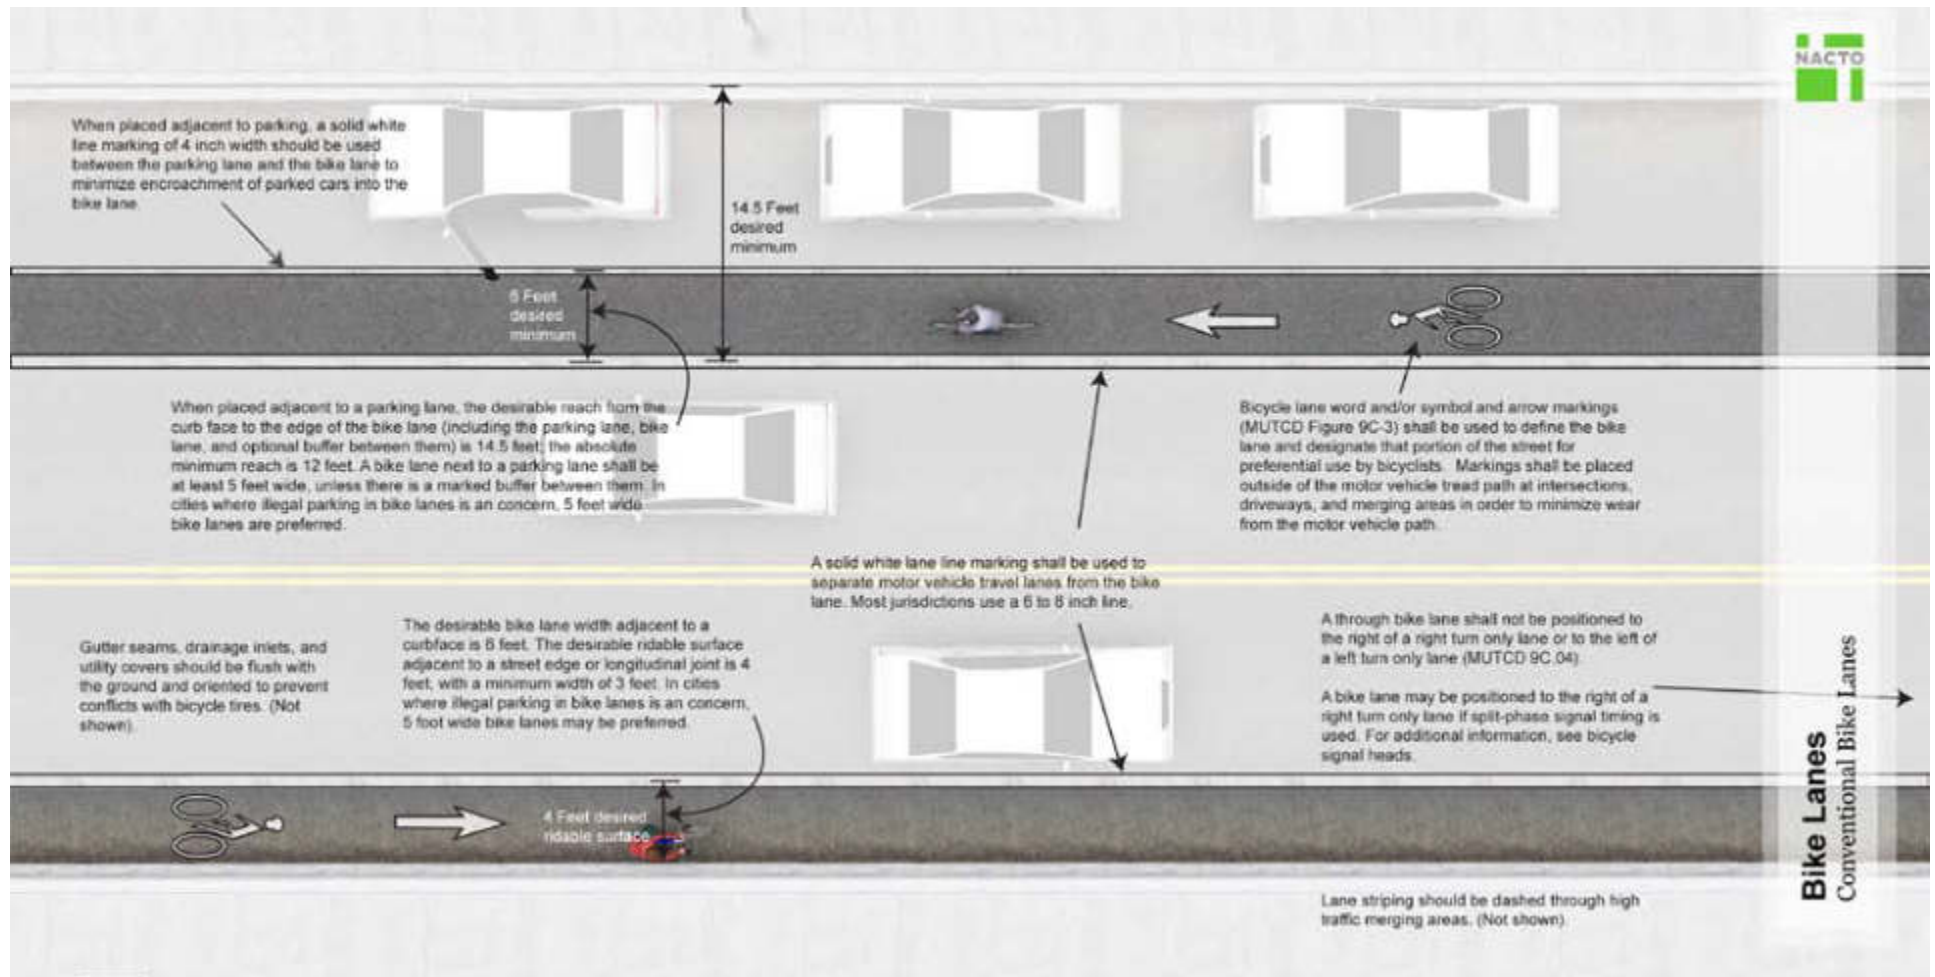 NACTO
When placed adjacent to parking, a solid white
line marking of 4 inch width should be used
between the parking lane and the bike lane to
minimize encroachment of parked cars into the
bike lane.
14.5 Feet
desired
minimum
6 Feet
desired
minimum
When placed adjacent to a parking lane, the desirable reach from the
curb face to the edge of the bike lane (including the parking lane, bike
lane, and optional buffer between them) is 14.5 feet; the absolute
minimum reach is 12 feet. A bike lane next to a parking lane shall be
at least 5 feet wide, unless there is a marked buffer between them. In
cities where illegal parking in bike lanes is an concern, 5 feet wide
bike lanes are preferred.
Bicycle lane word and/or symbol and arrow markings
(MUTCD Figure 9C-3) shall be used to define the bike
lane and designate that portion of the street for
preferential use by bicyclists. Markings shall be placed
outside of the motor vehicle tread path at intersections,
driveways, and merging areas in order to minimize wear
from the motor vehicle path.
A solid white lane line marking shall be used to
separate motor vehicle travel lanes from the bike
lane. Most jurisdictions use a 6 to 8 inch line.
Gutter seams, drainage inlets, and
utility covers should be flush with
the ground and oriented to prevent
conflicts with bicycle tires. (Not
shown).
The desirable bike lane width adjacent to a
curbface is 6 feet. The desirable ridable surface
adjacent to a street edge or longitudinal joint is 4
feet, with a minimum width of 3 feet. In cities
where illegal parking in bike lanes is an concern,
5 foot wide bike lanes may be preferred.
A through bike lane shall not be positioned to
the right of a right turn only lane or to the left of
a left turn only lane (MUTCD 9C.04).
A bike lane may be positioned to the right of a
right turn only lane if split-phase signal timing is
used. For additional information, see bicycle
signal heads.
4 Feet desired
ridable surface
Lane striping should be dashed through high
traffic merging areas. (Not shown).
Bike Lanes
Conventional Bike Lanes